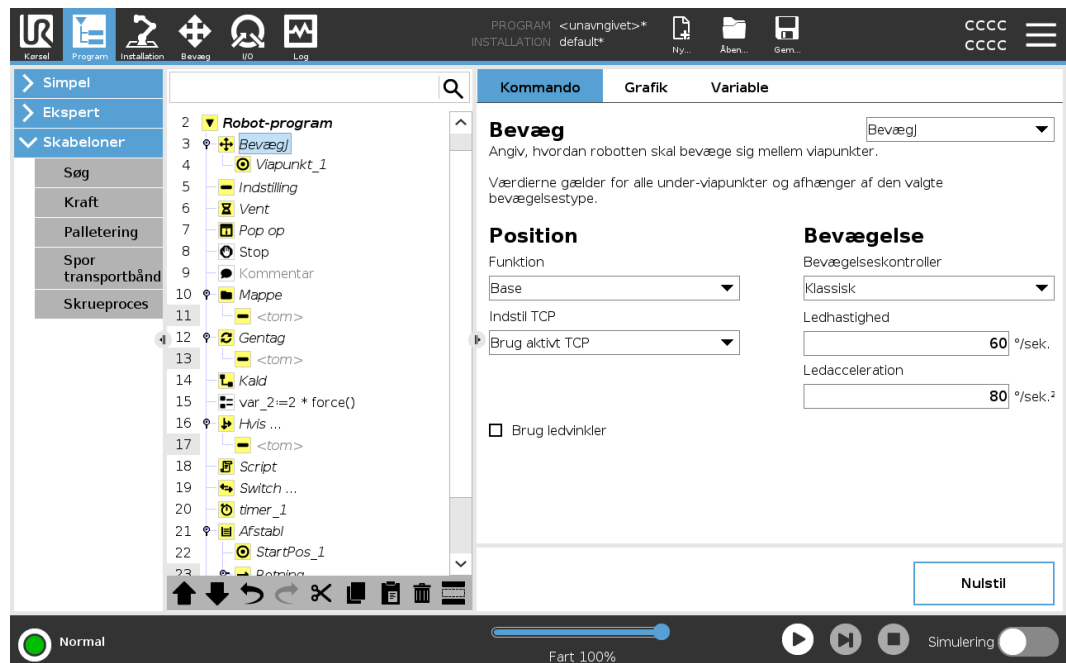 UR
PROGRAM <unavngivet>*
INSTALLATION default*
CCCC
CCCC
Kørsel Program Installation Bevæg I/O Log Ny... Åben... Gem...
Simpel
Ekspert
Skabeloner
Søg
Kraft
Palletering
Spor
transportbånd
Skrueproces
2 Robot-program
3 BevægJ
4 Viapunkt_1
5 Indstilling
6 Vent
7 Pop op
8 Stop
9 Kommentar
10 Mappe
11 <tom>
12 Gentag
13 <tom>
14 Kald
15 var_2:=2 * force()
16 Hvis ...
17 <tom>
18 Script
19 Switch ...
20 timer_1
21 Afstabl
22 StartPos_1
23 Retning
Kommando Grafik Variable
Bevæg
BevægJ
Angiv, hvordan robotten skal bevæge sig mellem viapunkter.
Værdierne gælder for alle under-viapunkter og afhænger af den valgte
bevægelsestype.
Position
Funktion
Base
Indstil TCP
Brug aktivt TCP
Brug ledvinkler
Bevægelse
Bevægelseskontroller
Klassisk
Ledhastighed
60 °/sek.
Ledacceleration
80 °/sek.²
Nulstil
Normal
Fart 100%
Simulering